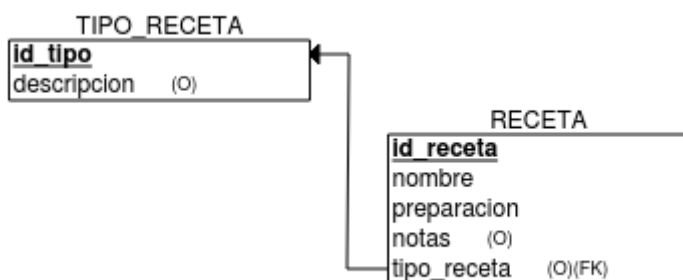 TIPO_RECETA
id_tipo
descripcion (O)
RECETA
id_receta
nombre
preparacion
notas (O)
tipo_receta (O)(FK)